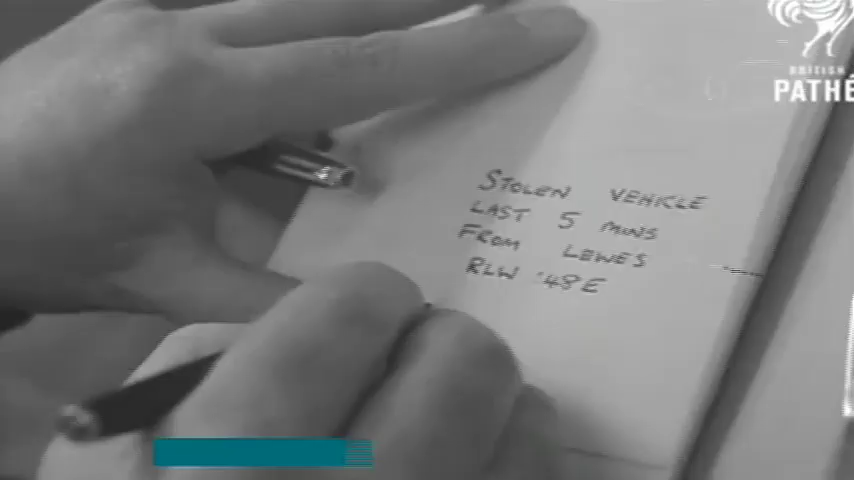 BRITISH
PATHÉ
STOLEN VEHICLE
LAST 5 MINS
FROM LEWES
RLW '48E